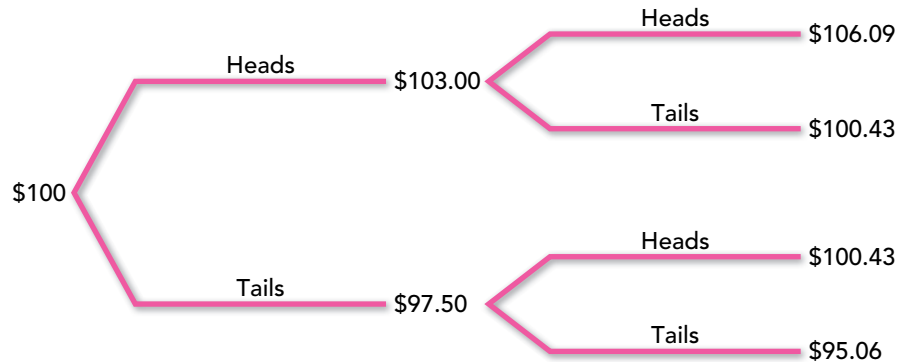 Heads
$106.09
Heads
$103.00
Tails
$100.43
$100
Heads
$100.43
Tails
$97.50
Tails
$95.06